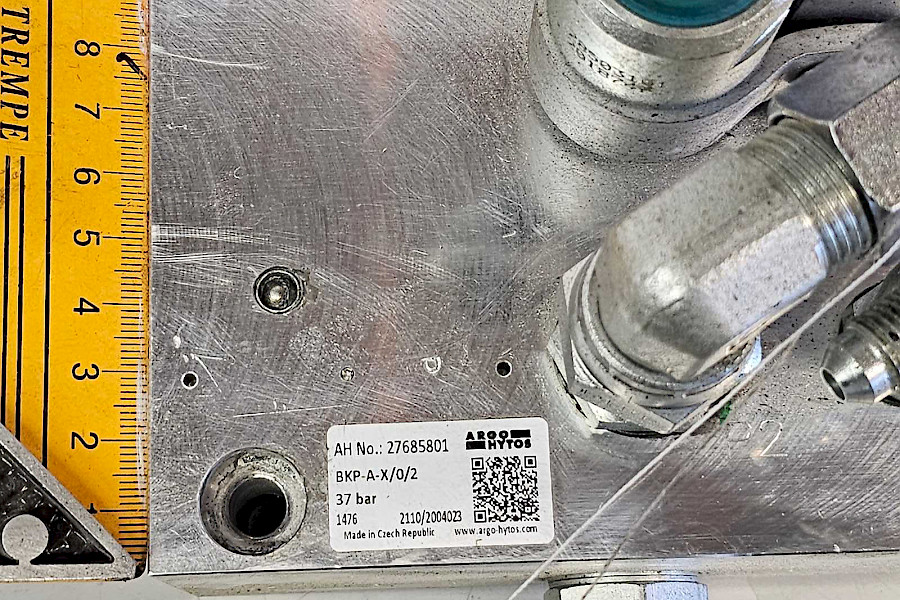 TREMPE
8
7
6
5
4
3
2
1
AH No.: 27685801
ARGO
HYTOS
BKP-A-X/0/2
37 bar
1476 2110/2004023
Made in Czech Republic www.argo-hytos.com